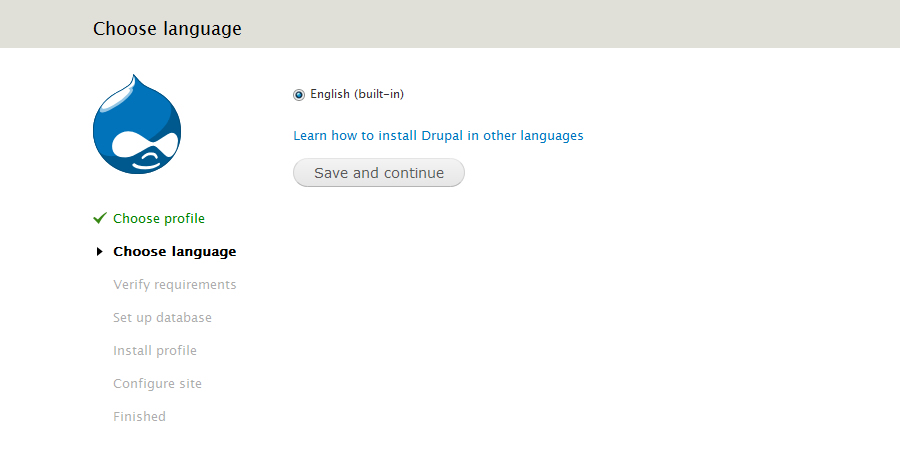 Choose language
English (built-in)
Learn how to install Drupal in other languages
Save and continue
Choose profile
Choose language
Verify requirements
Set up database
Install profile
Configure site
Finished